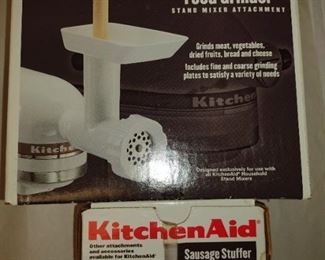 Food Grinder
STAND MIXER ATTACHMENT
Grinds meat, vegetables,
dried fruits, bread and cheese
Includes fine and coarse grinding
plates to satisfy a variety of needs
Kitchen
Designed exclusively for use with
all KitchenAid® Household
Stand Mixers
KitchenAid®
Other attachments
and accessories
available for KitchenAid®
Sausage Stuffer